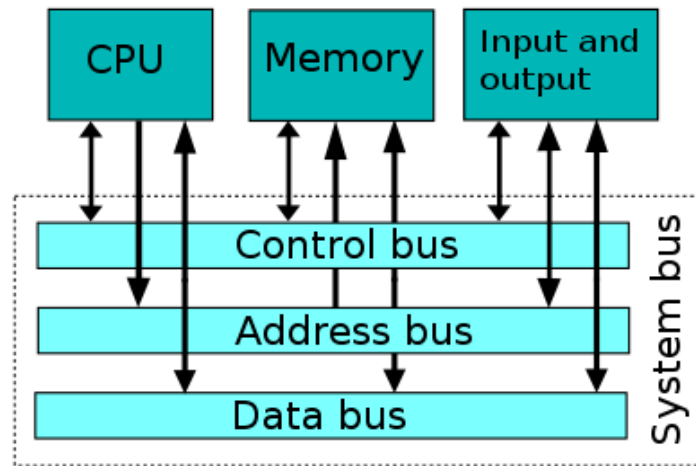 CPU
Memory
Input and
output
Control bus
Address bus
Data bus
System bus